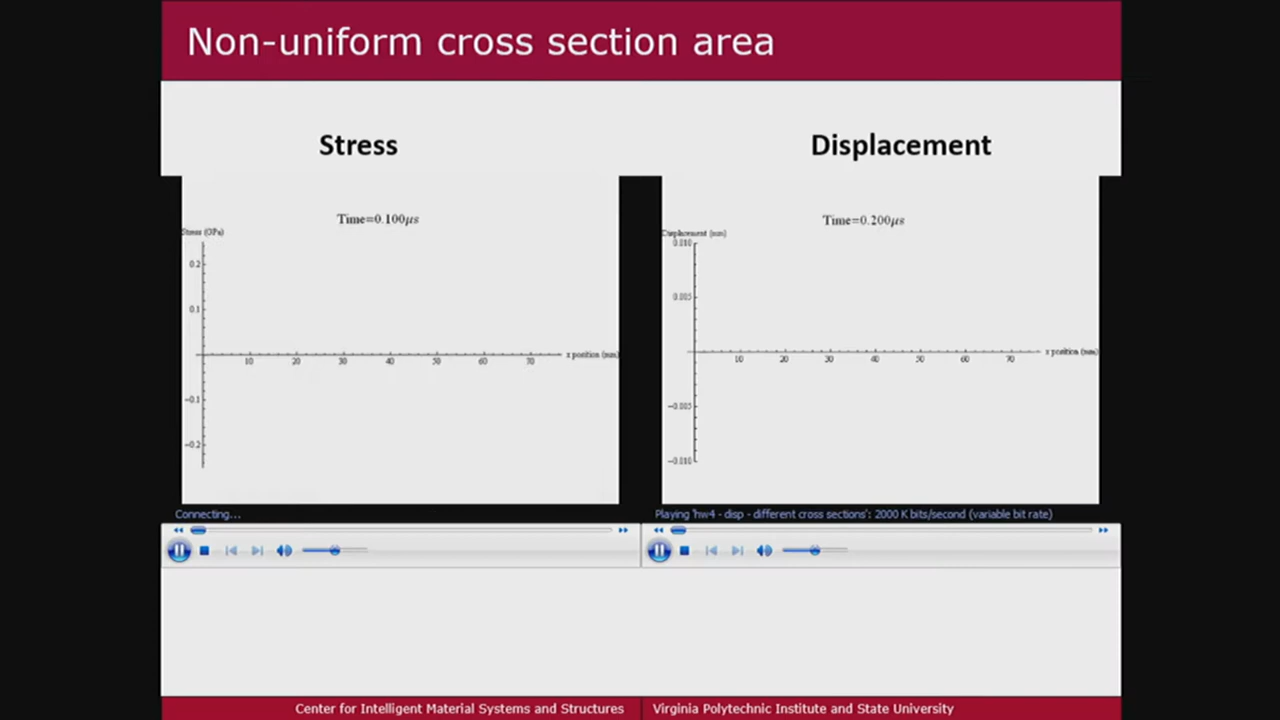 Non-uniform cross section area
Stress
Displacement
Time=0.100μs
Stress (GPa)
0.2
0.1
-0.1
-0.2
10 20 30 40 50 60 70
x position (mm)
Time=0.200μs
Displacement (mm)
0.010
0.005
-0.005
-0.010
10 20 30 40 50 60 70
x position (mm)
Connecting...
Playing 'hw4 - disp - different cross sections': 2000 K bits/second (variable bit rate)
Center for Intelligent Material Systems and Structures
Virginia Polytechnic Institute and State University